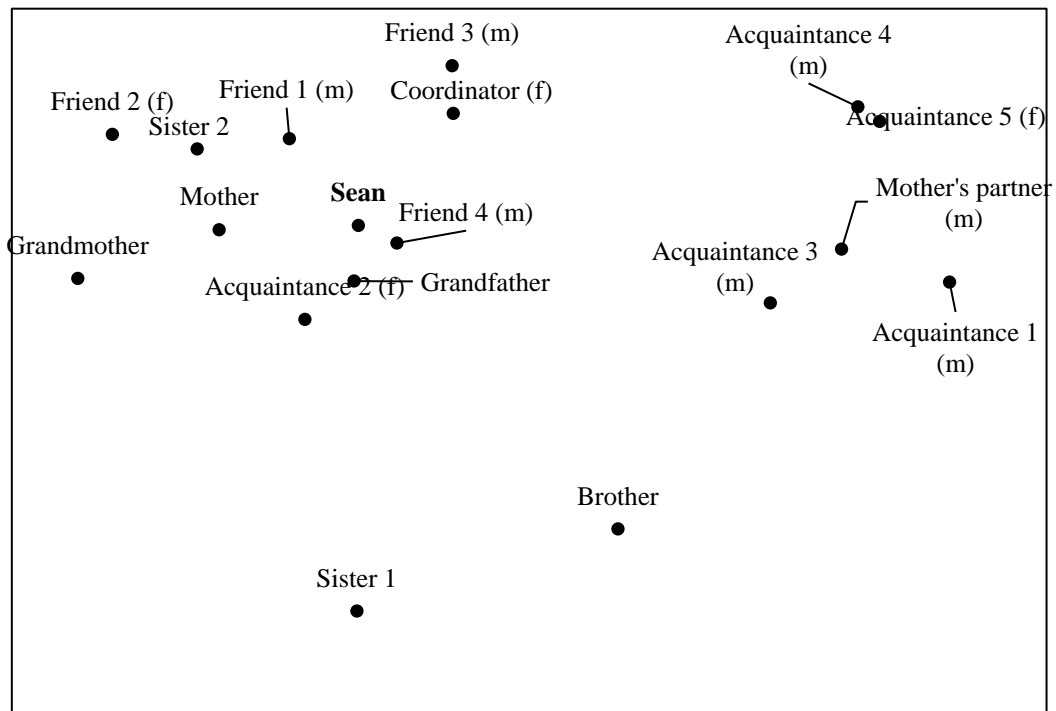 Friend 3 (m)
Acquaintance 4
(m)
Friend 1 (m)
Coordinator (f)
Friend 2 (f)
Sister 2
Acquaintance 5 (f)
Sean
Mother
Friend 4 (m)
Mother's partner
(m)
Grandmother
Acquaintance 3
(m)
Acquaintance 2 (f)
Grandfather
Acquaintance 1
(m)
Brother
Sister 1